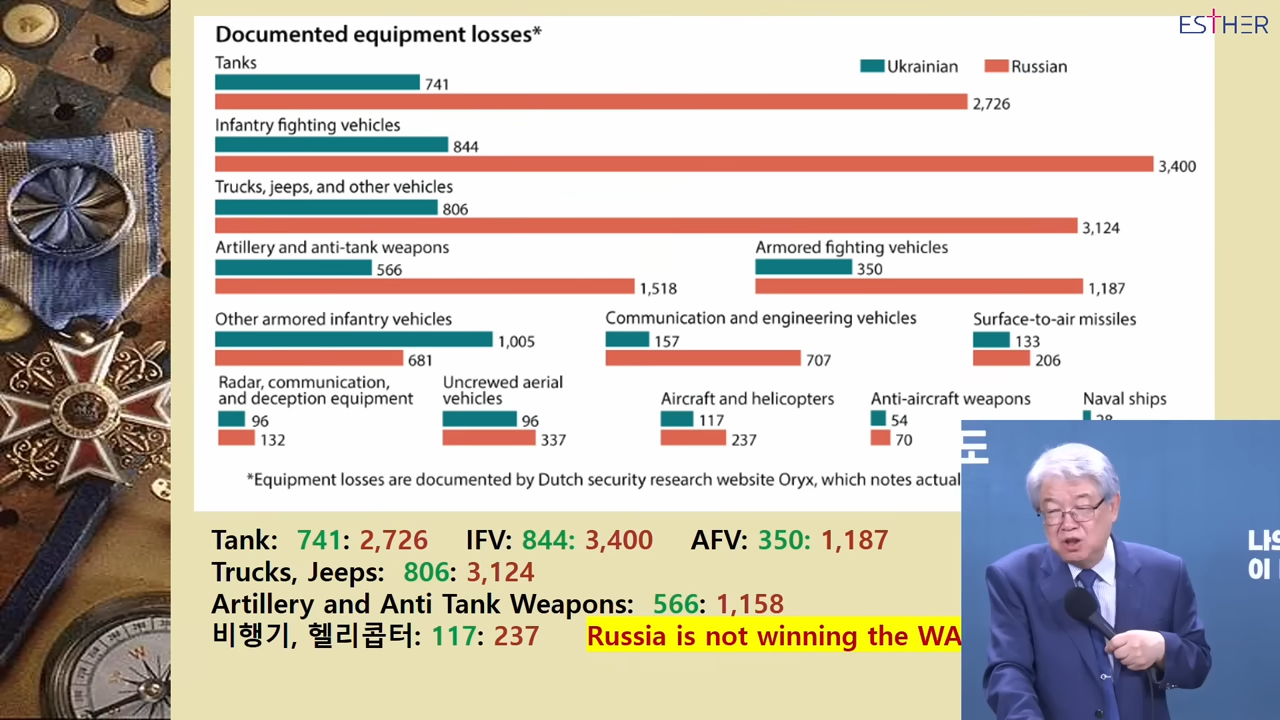 ESTHER
Documented equipment losses*
Tanks
Ukrainian Russian
741
2,726
Infantry fighting vehicles
844
3,400
Trucks, jeeps, and other vehicles
806
3,124
Artillery and anti-tank weapons
566
1,518
Armored fighting vehicles
350
1,187
Other armored infantry vehicles
1,005
681
Communication and engineering vehicles
157
707
Surface-to-air missiles
133
206
Radar, communication,
and deception equipment
96
132
Uncrewed aerial
vehicles
96
337
Aircraft and helicopters
117
237
Anti-aircraft weapons
54
70
Naval ships
*Equipment losses are documented by Dutch security research website Oryx, which notes actual
Tank: 741: 2,726 IFV: 844: 3,400 AFV: 350: 1,187
Trucks, Jeeps: 806: 3,124
Artillery and Anti Tank Weapons: 566: 1,158
비행기, 헬리콥터: 117: 237 Russia is not winning the WA
이